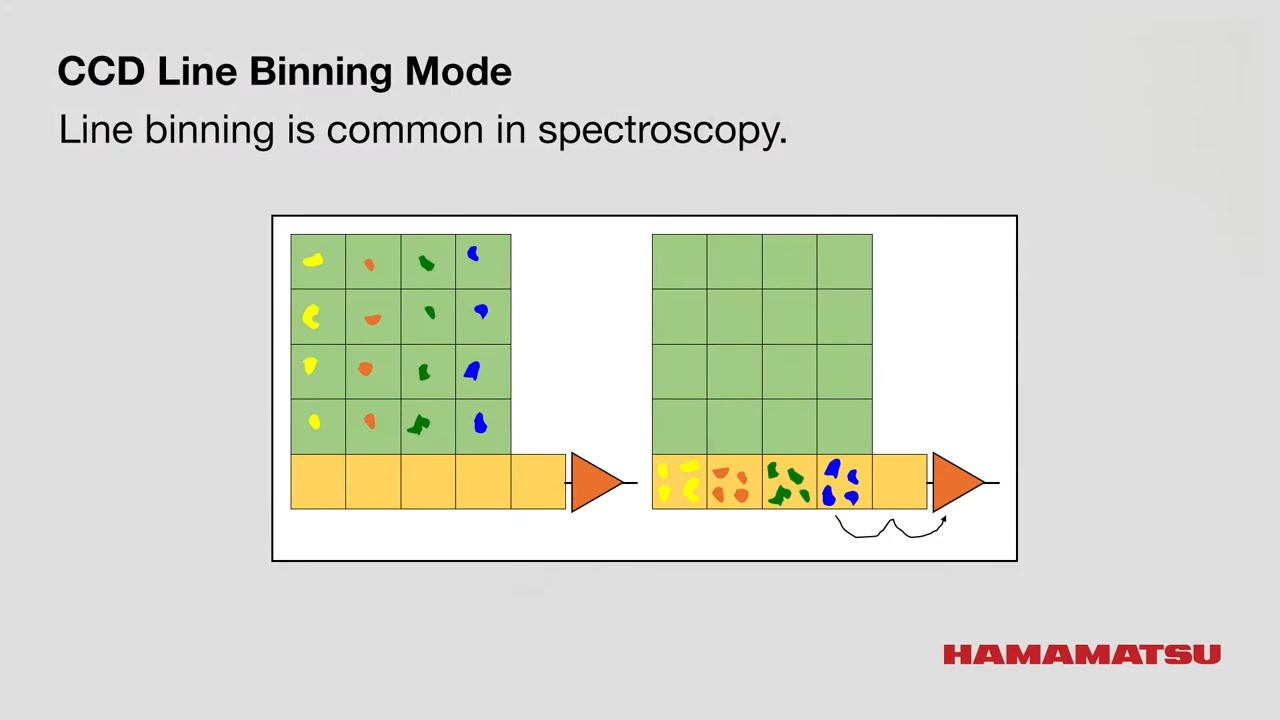 CCD Line Binning Mode
Line binning is common in spectroscopy.
HAMAMATSU